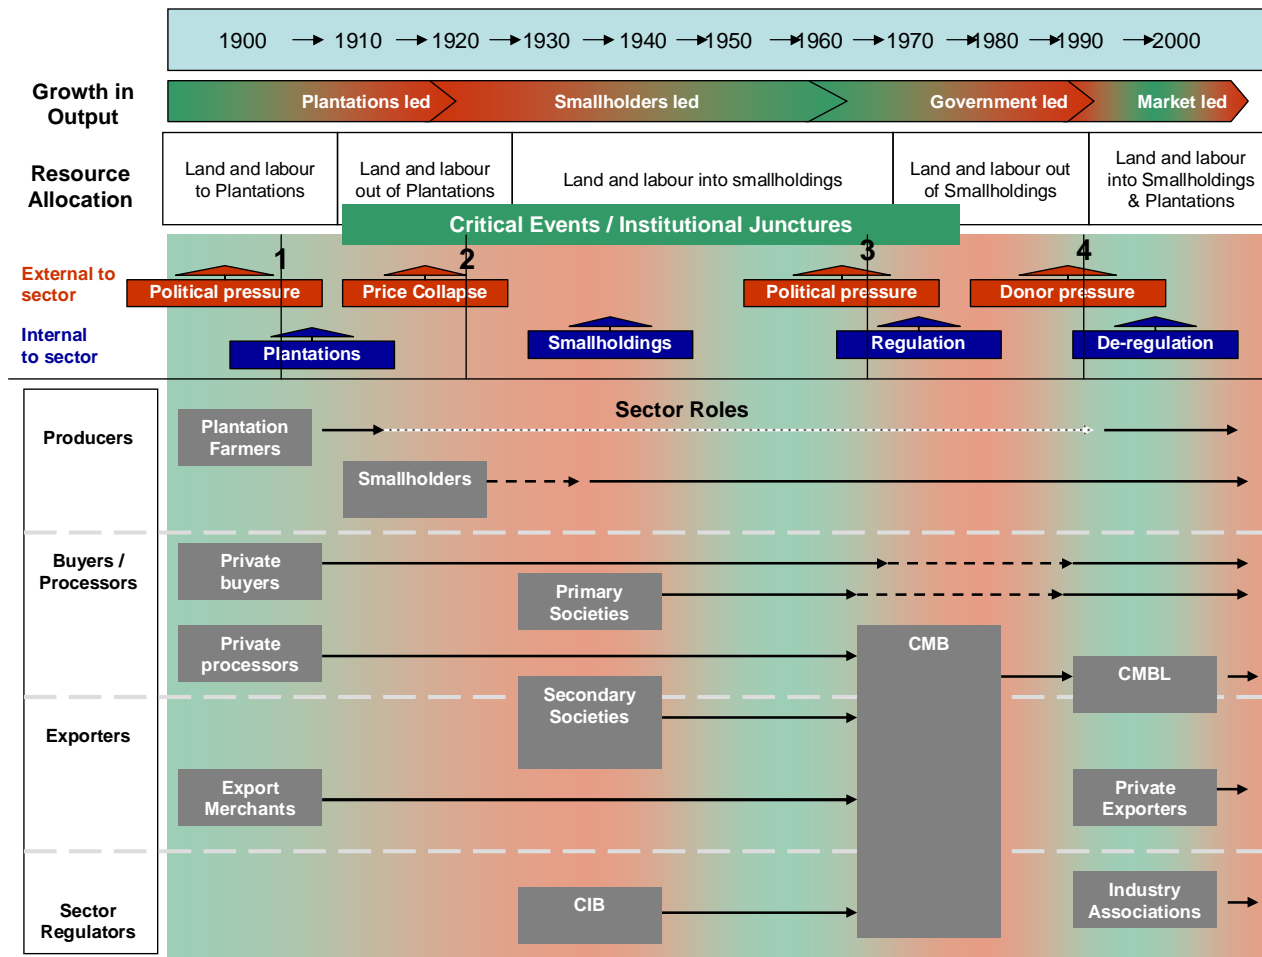 1900 1910 1920 1930 1940 1950 1960 1970 1980 1990 2000
Growth in
Output
Plantations led
Smallholders led
Government led
Market led
Resource
Allocation
Land and labour
to Plantations
Land and labour
out of Plantations
Land and labour into smallholdings
Land and labour out
of Smallholdings
Land and labour
into Smallholdings
& Plantations
Critical Events / Institutional Junctures
1
2
3
4
External to
sector
Political pressure
Price Collapse
Political pressure
Donor pressure
Internal
to sector
Plantations
Smallholdings
Regulation
De-regulation
Sector Roles
Producers
Plantation
Farmers
Smallholders
Buyers /
Processors
Private
buyers
Primary
Societies
Private
processors
CMB
CMBL
Secondary
Societies
Exporters
Export
Merchants
Private
Exporters
Sector
Regulators
CIB
Industry
Associations